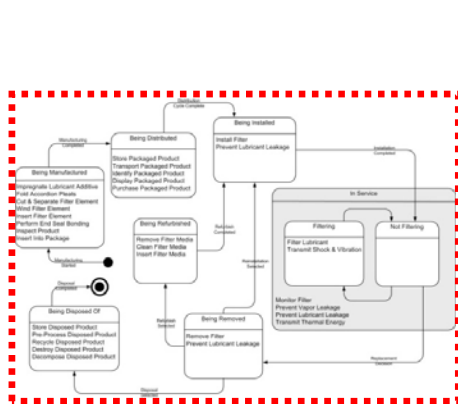 Distribution
Cycle Complete
Being Installed
Install Filter
Prevent Lubricant Leakage
Manufacturing
Completed
Being Distributed
Store Packaged Product
Transport Packaged Product
Identify Packaged Product
Display Packaged Product
Purchase Packaged Product
Installation
Completed
Being Manufactured
Impregnate Lubricant Additive
Fold Accordion Pleats
Cut & Separate Filter Element
Wind Filter Element
Insert Filter Element
Perform End Seal Bonding
Inspect Product
Insert Into Package
Manufacturing
Started
In Service
Filtering
Filter Lubricant
Transmit Shock & Vibration
Not Filtering
Monitor Filter
Prevent Vapor Leakage
Prevent Lubricant Leakage
Transmit Thermal Energy
Being Refurbished
Remove Filter Media
Clean Filter Media
Insert Filter Media
Refurbish
Completed
Reinstallation
Selected
Disposal
Completed
Being Disposed Of
Store Disposed Product
Pre-Process Disposed Product
Recycle Disposed Product
Destroy Disposed Product
Decompose Disposed Product
Refurbish
Selected
Being Removed
Remove Filter
Prevent Lubricant Leakage
Replacement
Decision
Disposal
Selected